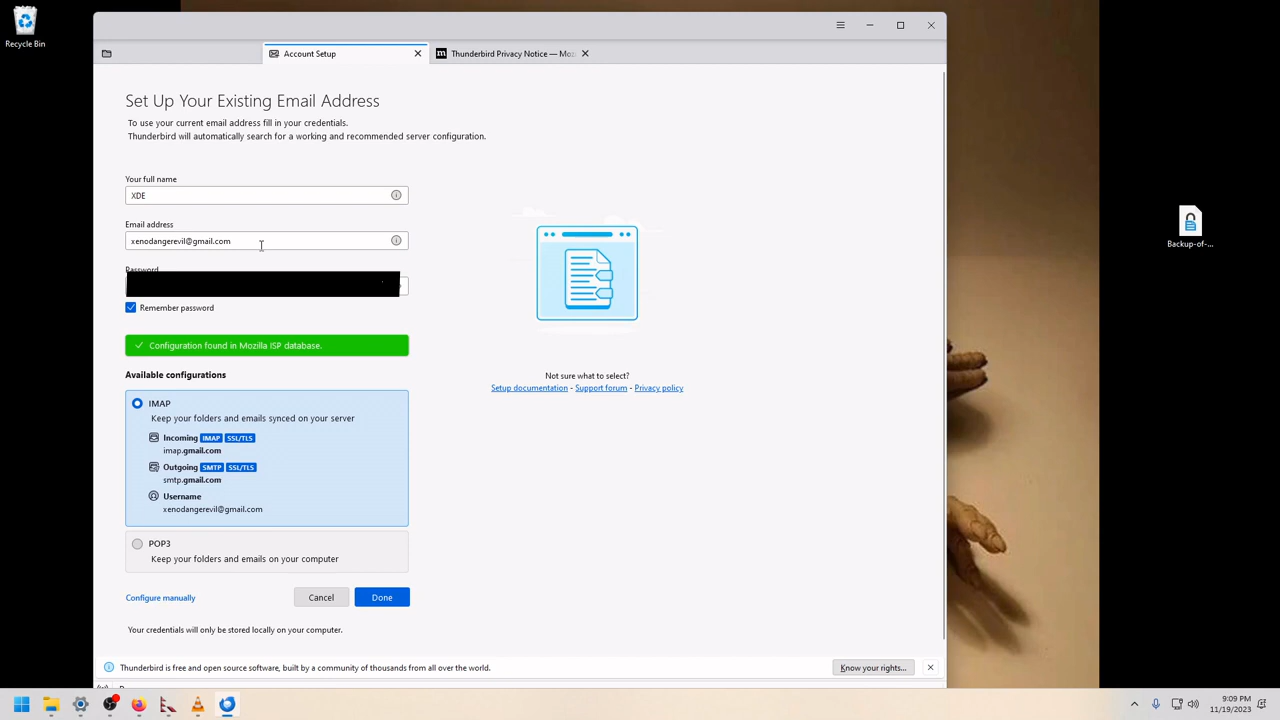 Recycle Bin
Account Setup
Thunderbird Privacy Notice — Moz
Set Up Your Existing Email Address
To use your current email address fill in your credentials.
Thunderbird will automatically search for a working and recommended server configuration.
Your full name
XDE
Email address
xenodangerevil@gmail.com
Password
Remember password
Configuration found in Mozilla ISP database.
Available configurations
IMAP
Keep your folders and emails synced on your server
Incoming IMAP SSL/TLS
imap.gmail.com
Outgoing SMTP SSL/TLS
smtp.gmail.com
Username
xenodangerevil@gmail.com
POP3
Keep your folders and emails on your computer
Configure manually
Cancel
Done
Your credentials will only be stored locally on your computer.
Not sure what to select?
Setup documentation - Support forum - Privacy policy
Backup-of-...
Thunderbird is free and open source software, built by a community of thousands from all over the world.
Know your rights...
9:09 PM
11/19/2023